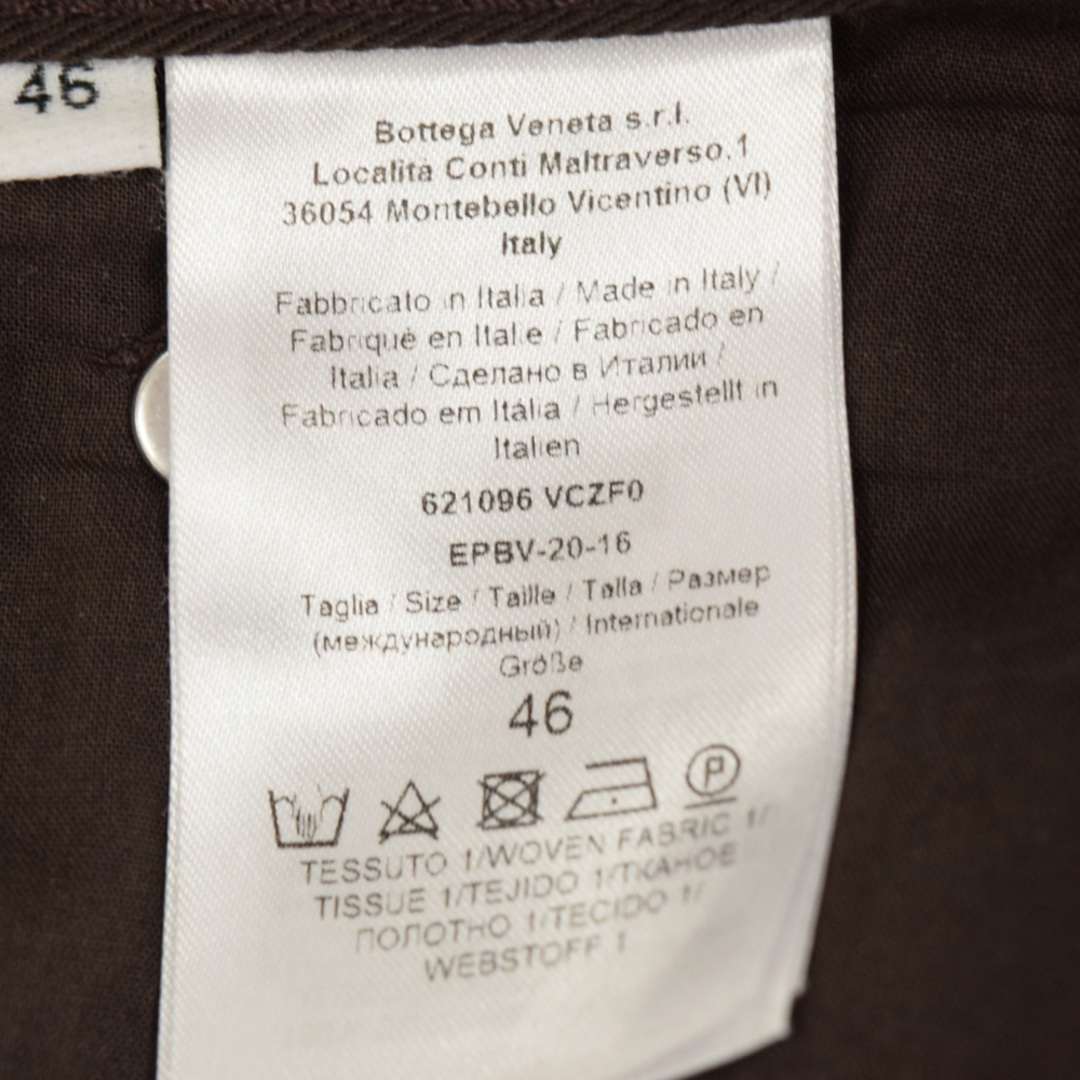 46
Bottega Veneta s.r.l.
Località Conti Maltraverso.1
36054 Montebello Vicentino (VI)
Italy
Fabbricato in Italia / Made in Italy /
Fabriqué en Italie / Fabricado en
Italia / Сделано в Италии /
Fabricado em Itália / Hergestellt in
Italien
621096 VCZF0
EPBV-20-16
Taglia / Size / Taille / Talla / Размер
(международный) / Internationale
Größe
46
P
TESSUTO 1/WOVEN FABRIC 1/
TISSUE 1/TEJIDO 1/ТКАНОЕ
ПОЛОТНО 1/TECIDO 1/
WEBSTOFF 1